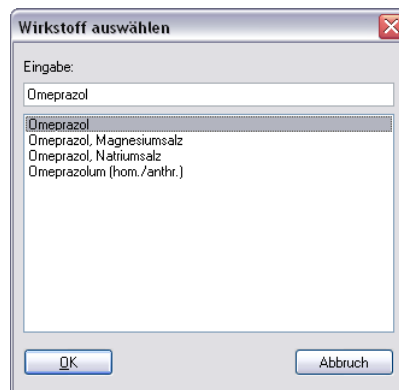 Wirkstoff auswählen
Eingabe:
Omeprazol
Omeprazol
Omeprazol, Magnesiumsalz
Omeprazol, Natriumsalz
Omeprazolum (hom./anthr.)
OK
Abbruch